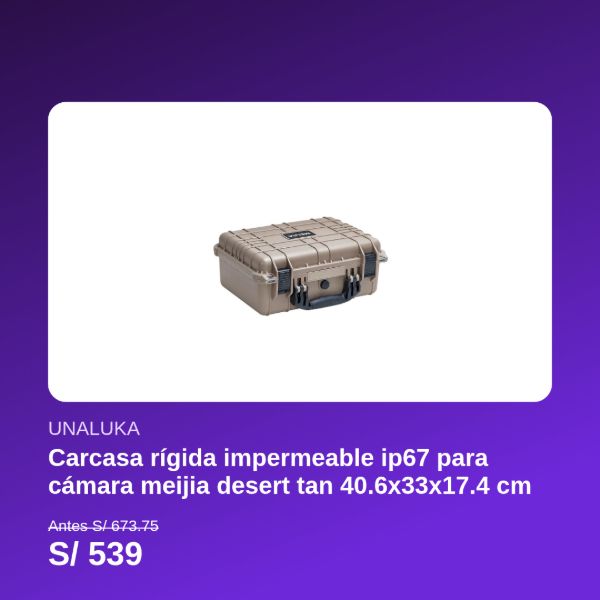 UNALUKA
Carcasa rígida impermeable ip67 para
cámara meijia desert tan 40.6x33x17.4 cm
Antes S/ 673.75
S/ 539